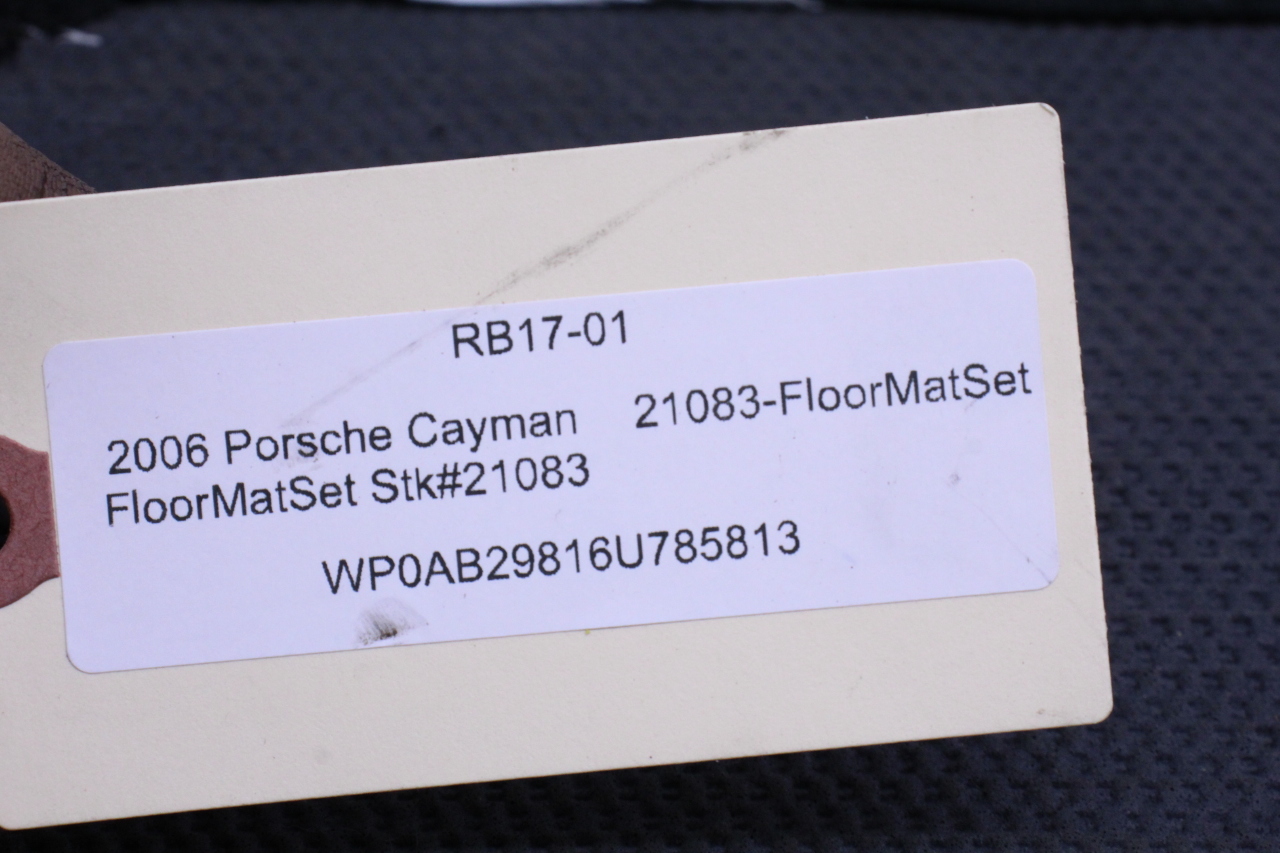 RB17-01
2006 Porsche Cayman 21083-FloorMatSet
FloorMatSet Stk#21083
WP0AB29816U785813